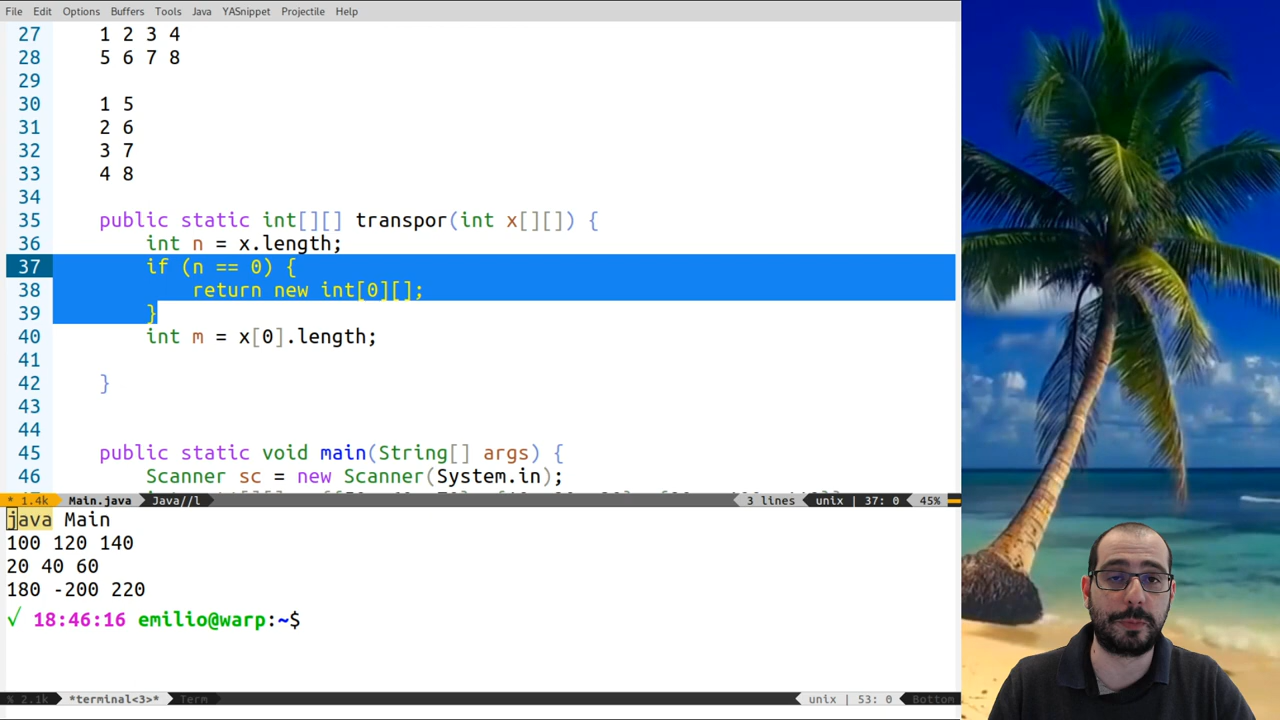 File Edit Options Buffers Tools Java YASnippet Projectile Help
27 1 2 3 4
28 5 6 7 8
29
30 1 5
31 2 6
32 3 7
33 4 8
34
35 public static int[][] transpor(int x[][]) {
36 int n = x.length;
37 if (n == 0) {
38 return new int[0][];
39 }
40 int m = x[0].length;
41
42 }
43
44
45 public static void main(String[] args) {
46 Scanner sc = new Scanner(System.in);
* 1.4k Main.java Java//l 3 lines unix | 37: 0 45%
java Main
100 120 140
20 40 60
180 -200 220
√ 18:46:16 emilio@warp:~$
% 2.1k *terminal<3>* Term unix | 53: 0 Bottom